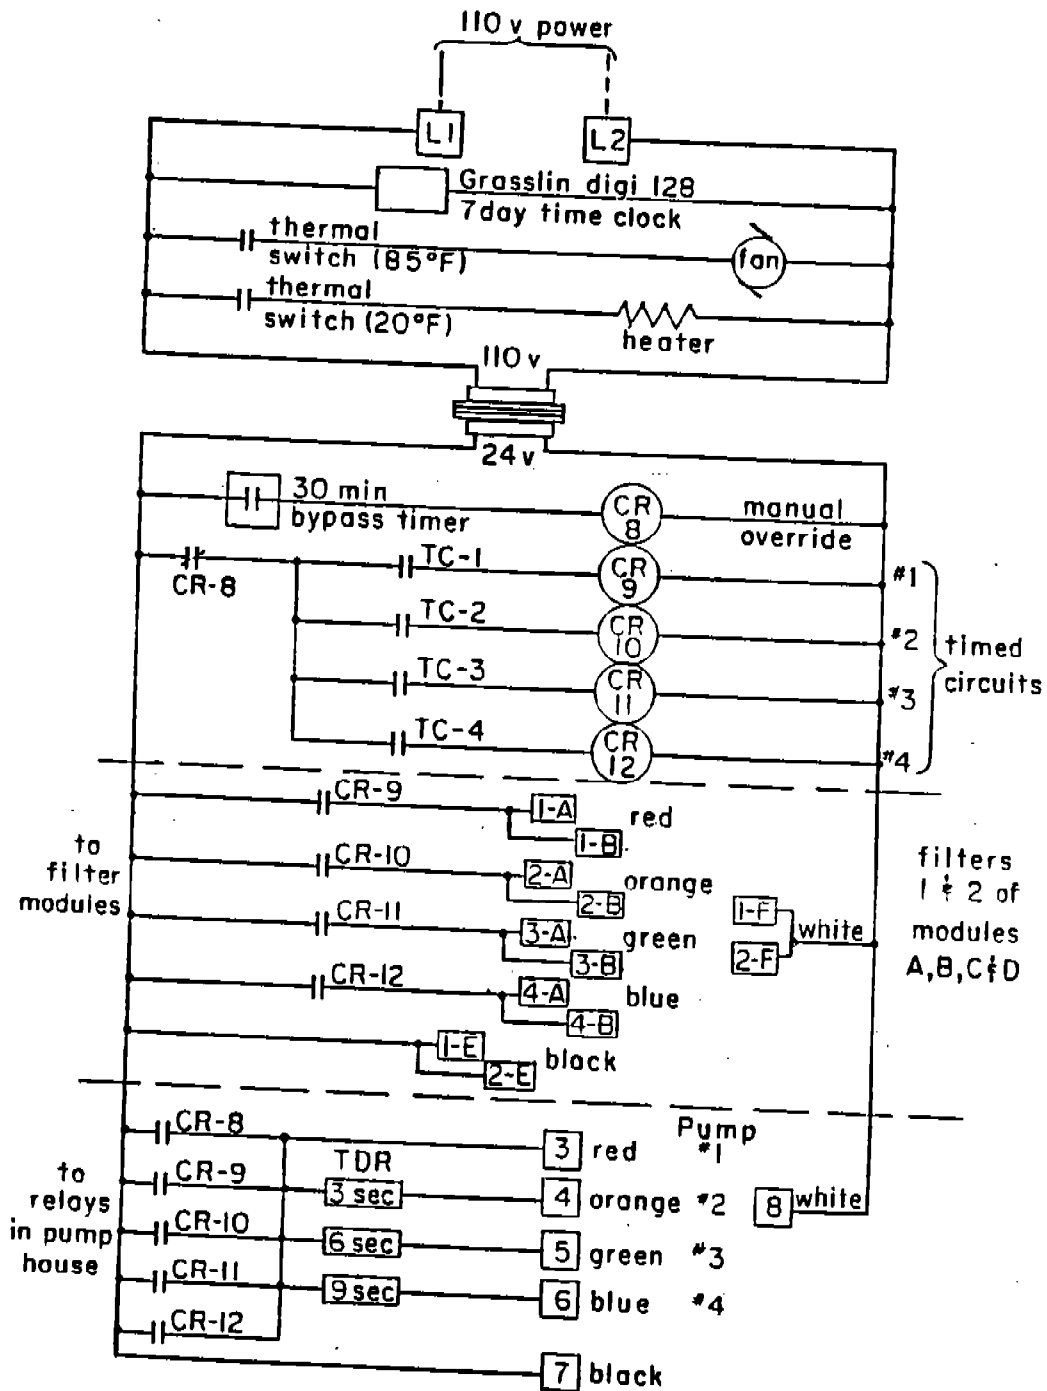 110 v power
L1
L2
Grasslin digi 128
7day time clock
thermal
switch (85°F)
fan
thermal
switch (20°F)
heater
110 v
24 v
30 min
bypass timer
CR
8
manual
override
CR-8
TC-1
CR
9
#1
TC-2
CR
10
#2
TC-3
CR
11
#3
TC-4
CR
12
#4
timed
circuits
to
filter
modules
CR-9
1-A
red
1-B
CR-10
2-A
orange
2-B
CR-11
3-A
green
3-B
CR-12
4-A
blue
4-B
1-E
black
2-E
1-F
white
2-F
filters
1 & 2 of
modules
A,B,C & D
to
relays
in pump
house
CR-8
3 red
Pump
#1
CR-9
TDR
3 sec
4 orange #2
8 white
CR-10
6 sec
5 green #3
CR-11
9 sec
6 blue #4
CR-12
7 black